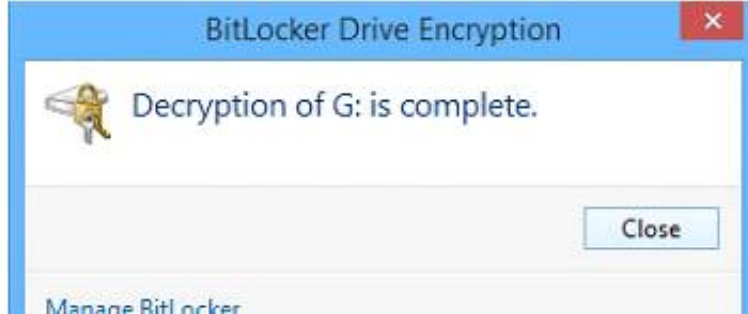 BitLocker Drive Encryption
Decryption of G: is complete.
Close
Manage BitLocker